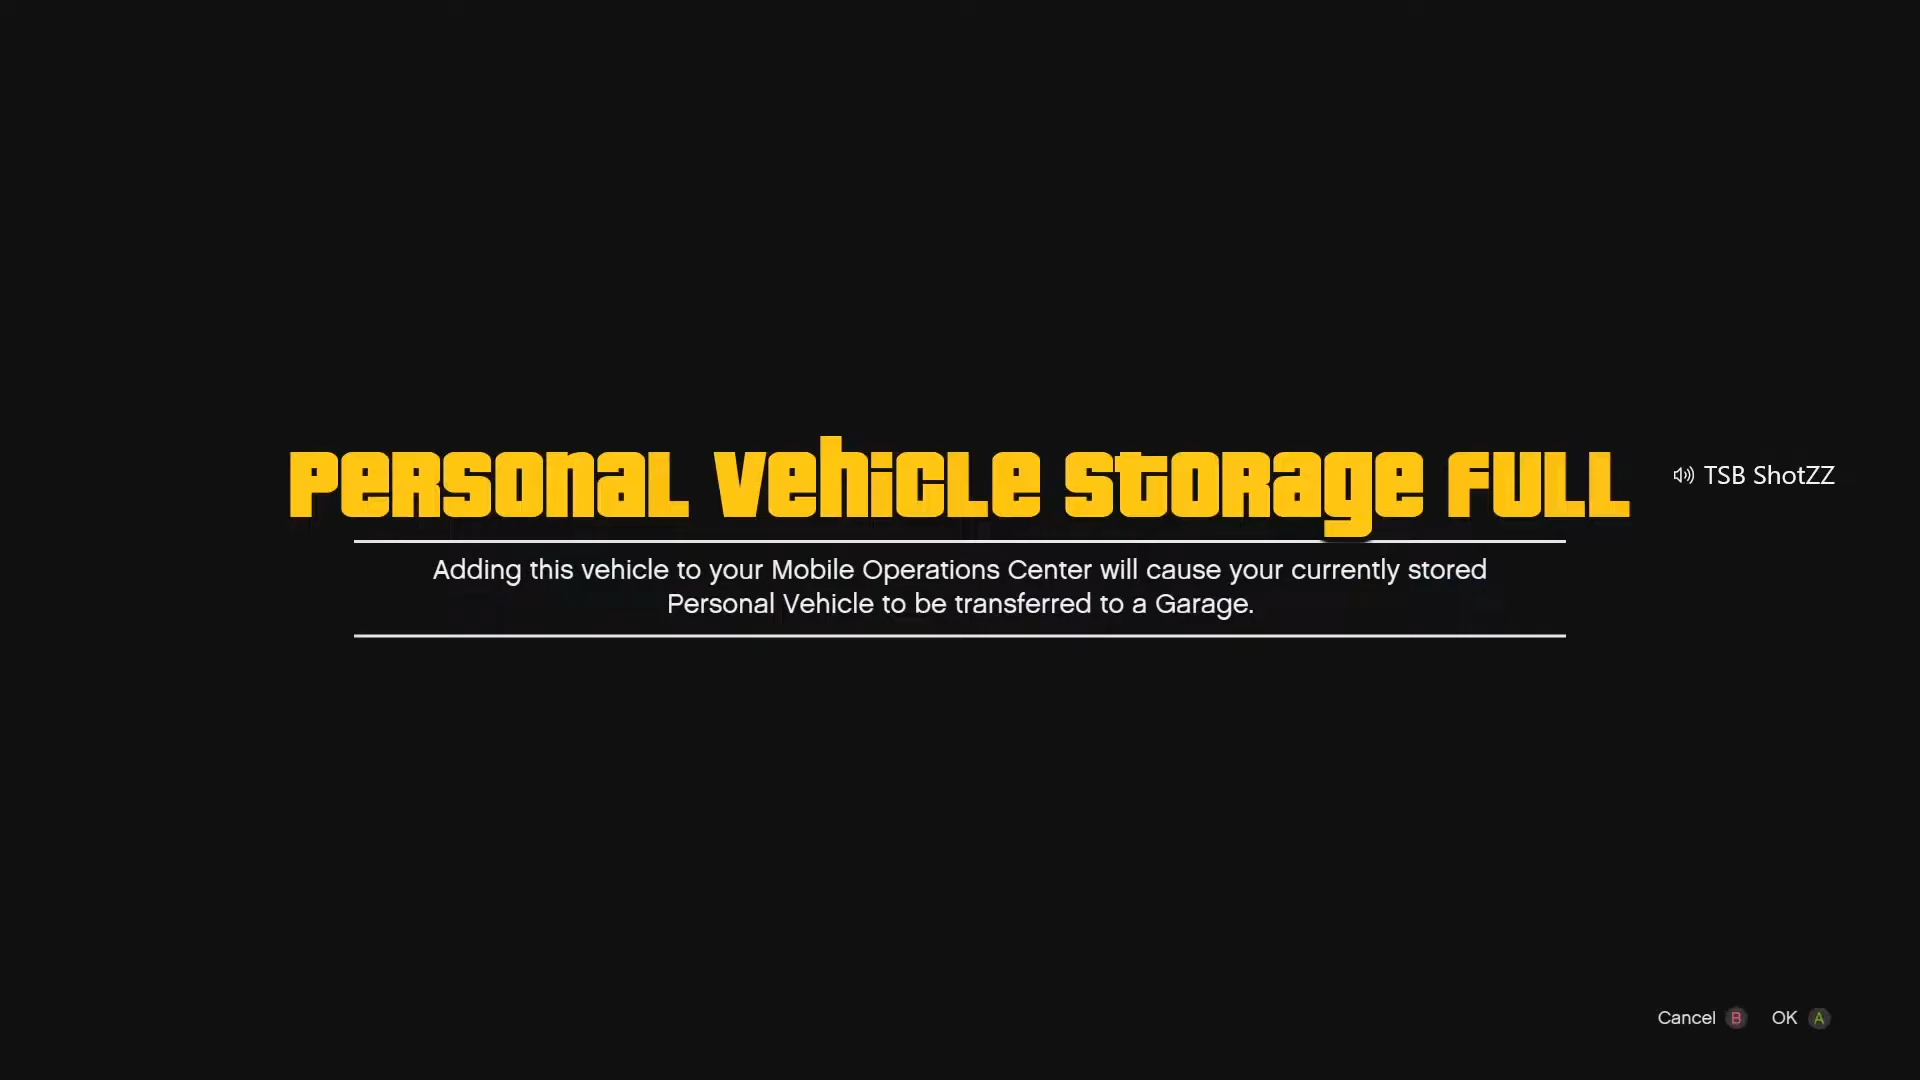 Personal Vehicle Storage Full
TSB ShotZZ
Adding this vehicle to your Mobile Operations Center will cause your currently stored
Personal Vehicle to be transferred to a Garage.
Cancel B OK A